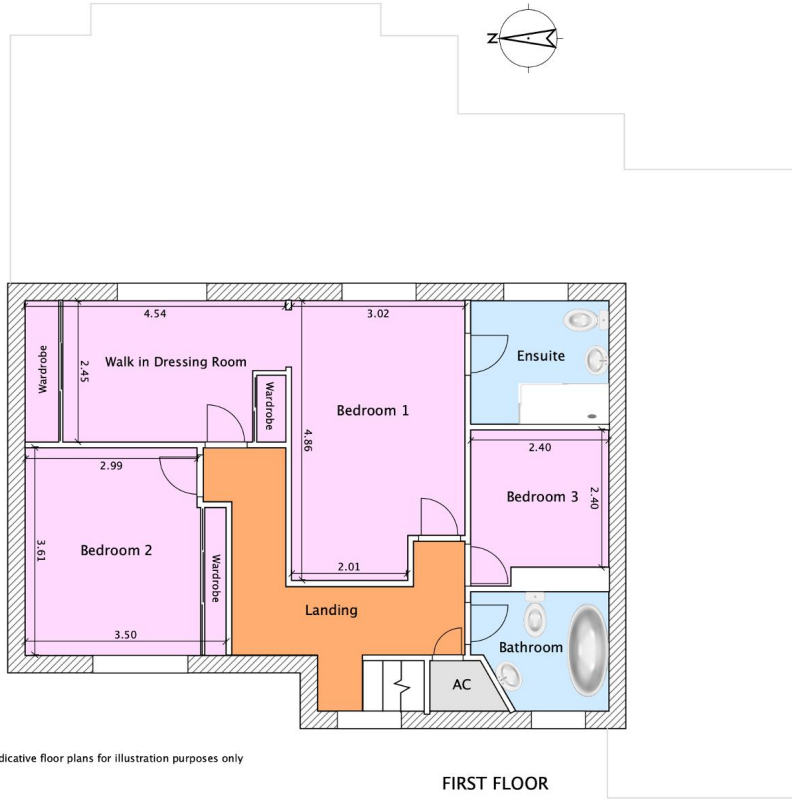 N
4.54
3.02
Wardrobe
2.45
Walk in Dressing Room
Ensuite
Wardrobe
Bedroom 1
4.86
2.99
2.40
2.40
Bedroom 3
Bedroom 2
3.61
Wardrobe
2.01
Landing
3.50
Bathroom
AC
dicative floor plans for illustration purposes only
FIRST FLOOR